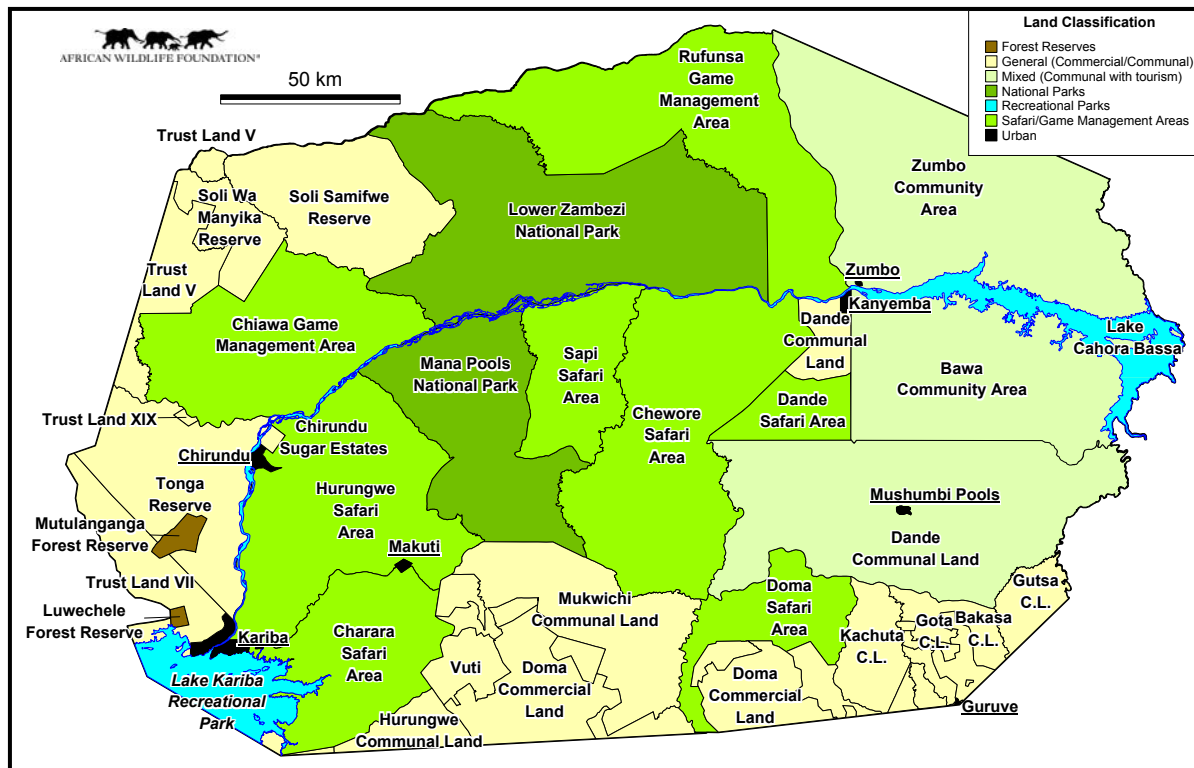 AFRICAN WILDLIFE FOUNDATION®
50 km
Land Classification
Forest Reserves
General (Commercial/Communal)
Mixed (Communal with tourism)
National Parks
Recreational Parks
Safari/Game Management Areas
Urban
Rufunsa
Game
Management
Area
Trust Land V
Soli Wa
Manyika
Reserve
Soli Samifwe
Reserve
Zumbo
Community
Area
Lower Zambezi
National Park
Trust
Land V
Zumbo
Kanyemba
Chiawa Game
Management Area
Dande
Communal
Land
Lake
Cahora Bassa
Mana Pools
National Park
Sapi
Safari
Area
Bawa
Community Area
Trust Land XIX
Chirundu
Sugar Estates
Chewore
Safari
Area
Dande
Safari Area
Chirundu
Tonga
Reserve
Hurungwe
Safari
Area
Mushumbi Pools
Mutulanganga
Forest Reserve
Dande
Communal Land
Makuti
Trust Land VII
Mukwichi
Communal Land
Doma
Safari
Area
Gutsa
C.L.
Luwechele
Forest Reserve
Kariba
Charara
Safari
Area
Kachuta
C.L.
Gota
C.L.
Bakasa
C.L.
Vuti
Doma
Commercial
Land
Doma
Commercial
Land
Lake Kariba
Recreational
Park
Hurungwe
Communal Land
Guruve